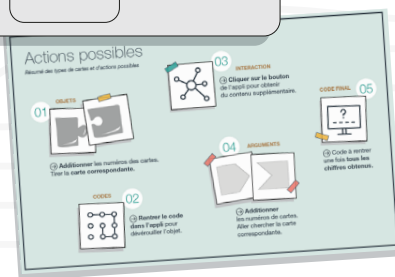 Actions possibles
Résumé des types de cartes et d'actions possibles
01
OBJETS
Additionner les numéros des cartes.
Tirer la carte correspondante.
CODES
02
Rentrer le code
dans l'appli pour
déverrouiller l'objet.
03
INTERACTION
Cliquer sur le bouton
de l'appli pour obtenir
du contenu supplémentaire.
04
ARGUMENTS
Additionner
les numéros de cartes.
Aller chercher la carte
correspondante.
CODE FINAL
05
?
Code à rentrer
une fois tous les
chiffres obtenus.